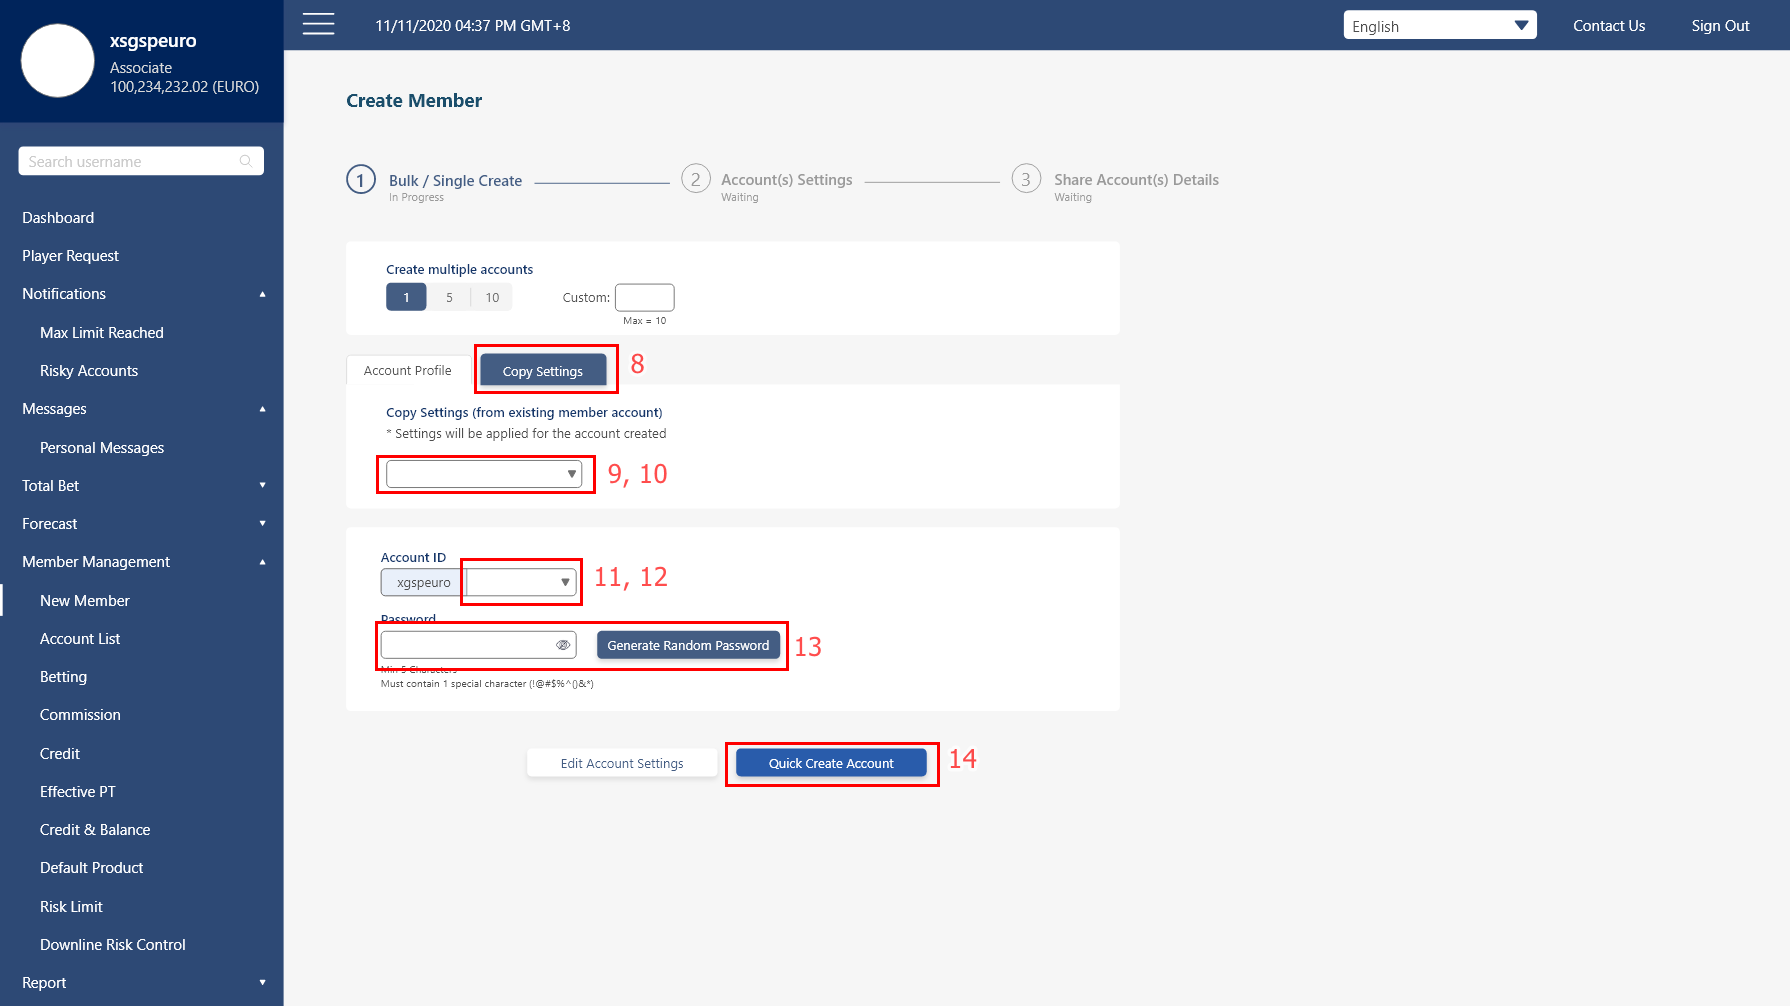 xsgspeuro
Associate
100,234,232.02 (EURO)
Search username
Dashboard
Player Request
Notifications
Max Limit Reached
Risky Accounts
Messages
Personal Messages
Total Bet
Forecast
Member Management
New Member
Account List
Betting
Commission
Credit
Effective PT
Credit & Balance
Default Product
Risk Limit
Downline Risk Control
Report
11/11/2020 04:37 PM GMT+8
English
Contact Us
Sign Out
Create Member
1 Bulk / Single Create
In Progress
2 Account(s) Settings
Waiting
3 Share Account(s) Details
Waiting
Create multiple accounts
1 5 10 Custom:
Max = 10
Account Profile Copy Settings 8
Copy Settings (from existing member account)
* Settings will be applied for the account created
9, 10
Account ID
xgspeuro 11, 12
Password
Generate Random Password 13
Min 5 Characters
Must contain 1 special character (!@#$%^()&*)
Edit Account Settings Quick Create Account 14